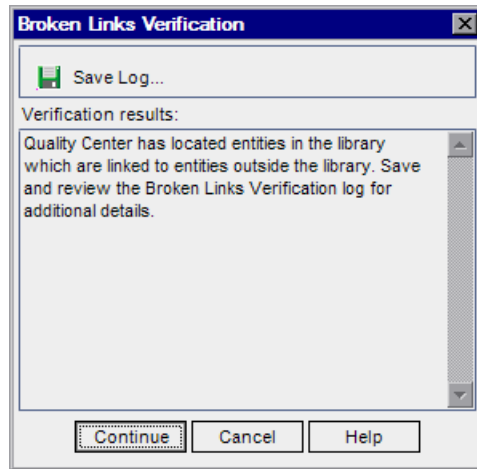 Broken Links Verification
Save Log...
Verification results:
Quality Center has located entities in the library
which are linked to entities outside the library. Save
and review the Broken Links Verification log for
additional details.
Continue Cancel Help